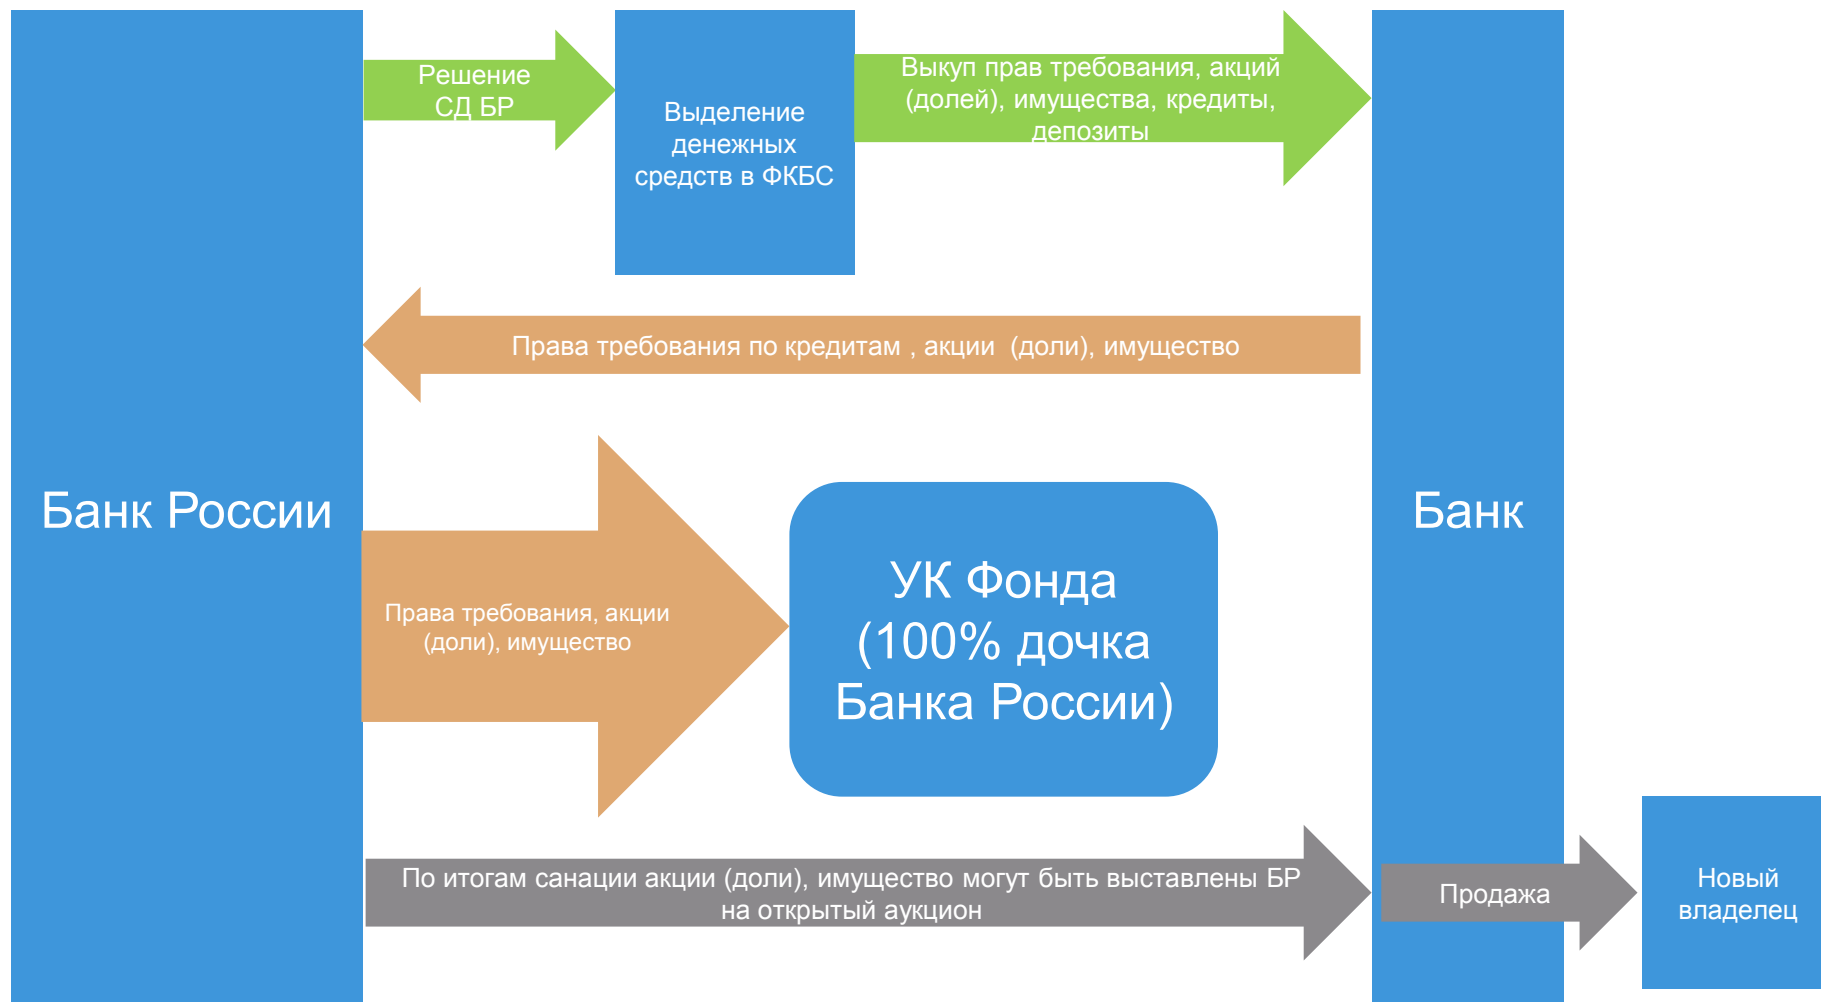 Решение
СД БР
Выделение
денежных
средств в ФКБС
Выкуп прав требования, акций
(долей), имущества, кредиты,
депозиты
Права требования по кредитам , акции (доли), имущество
Банк России
Банк
Права требования, акции
(доли), имущество
УК Фонда
(100% дочка
Банка России)
По итогам санации акции (доли), имущество могут быть выставлены БР
на открытый аукцион
Продажа
Новый
владелец